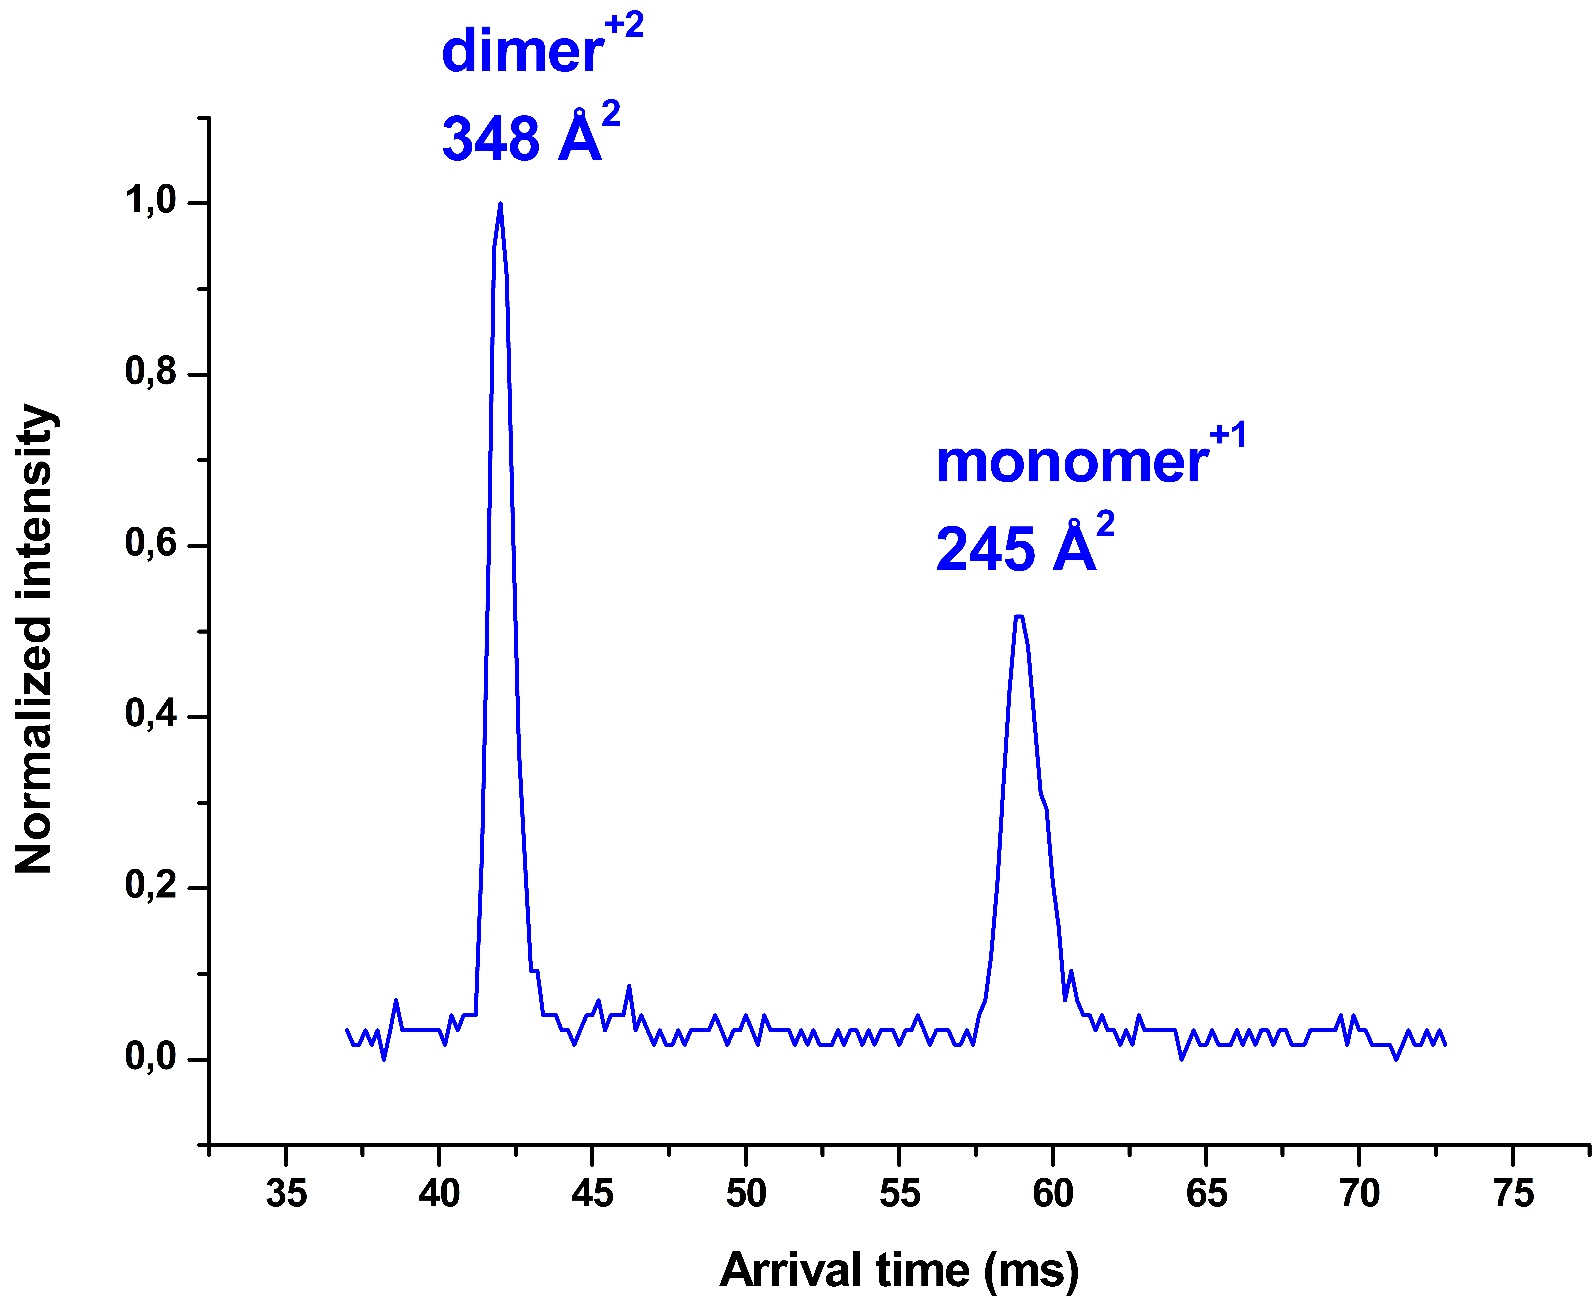 dimer+2
348 Å2
monomer+1
245 Å2
Normalized intensity
1,0
0,8
0,6
0,4
0,2
0,0
35 40 45 50 55 60 65 70 75
Arrival time (ms)